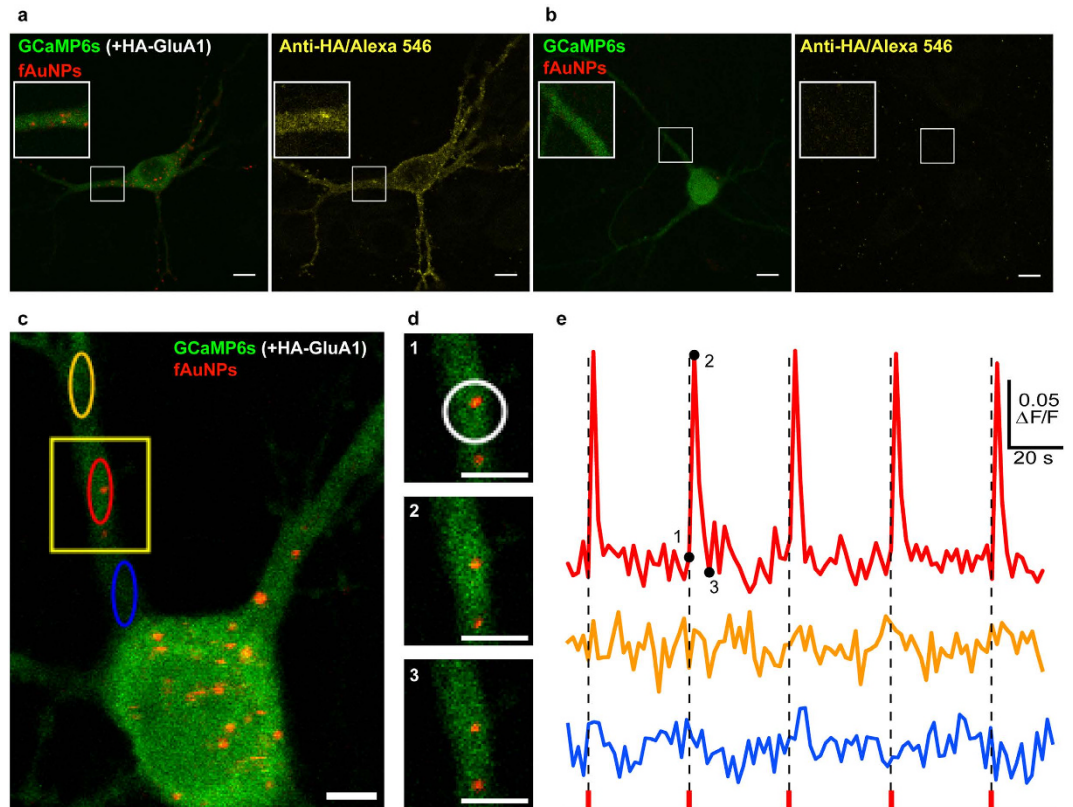 a
GCaMP6s (+HA-GluA1)
fAuNPs
Anti-HA/Alexa 546
b
GCaMP6s
fAuNPs
Anti-HA/Alexa 546
c
GCaMP6s (+HA-GluA1)
fAuNPs
d
1
2
3
e
2
1
3
0.05
ΔF/F
20 s